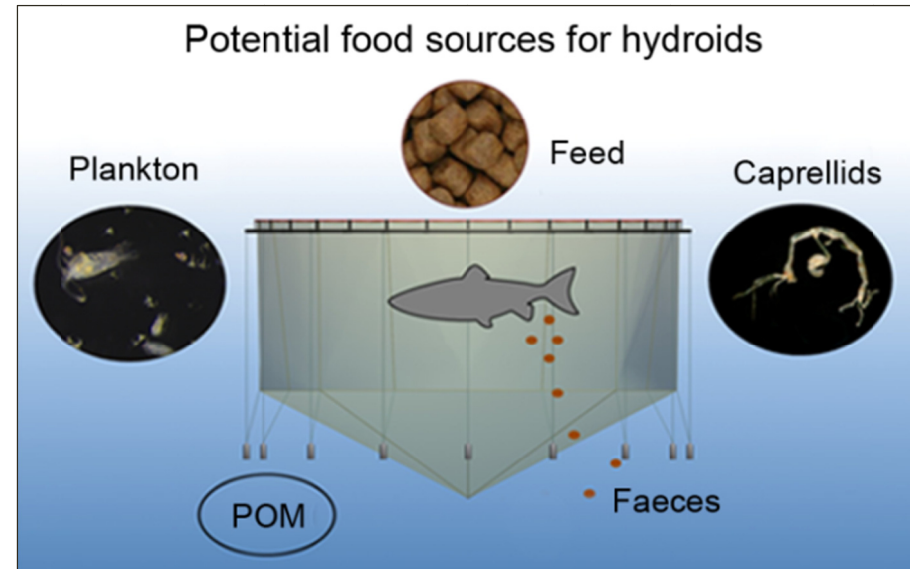 Potential food sources for hydroids
Feed
Plankton
Caprellids
POM
Faeces